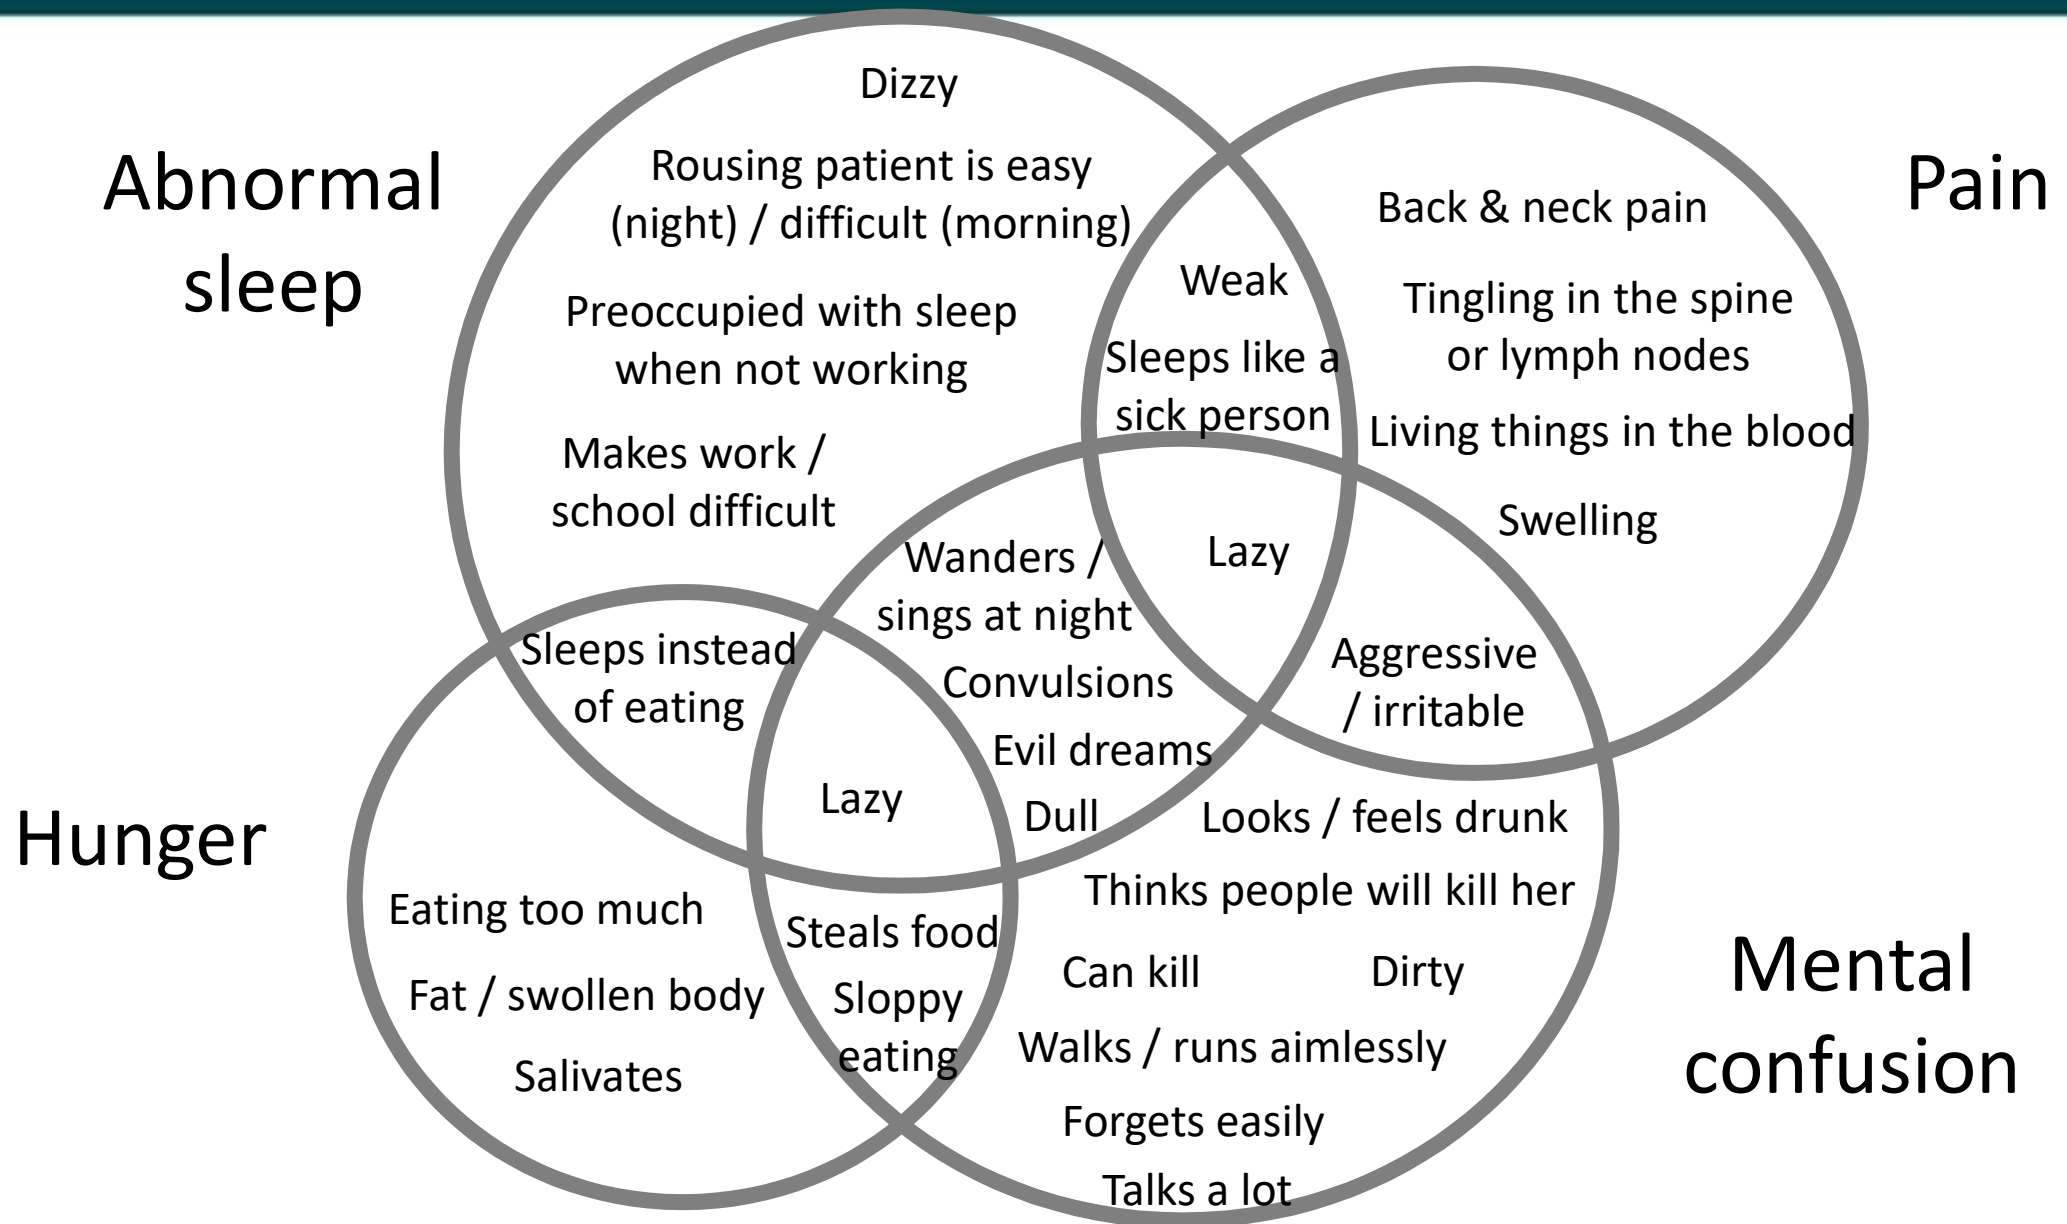 Abnormal
sleep
Dizzy
Rousing patient is easy
(night) / difficult (morning)
Preoccupied with sleep
when not working
Makes work /
school difficult
Pain
Back & neck pain
Tingling in the spine
or lymph nodes
Living things in the blood
Swelling
Weak
Sleeps like a
sick person
Lazy
Wanders /
sings at night
Convulsions
Evil dreams
Dull
Aggressive
/ irritable
Sleeps instead
of eating
Lazy
Hunger
Eating too much
Fat / swollen body
Salivates
Steals food
Sloppy
eating
Looks / feels drunk
Thinks people will kill her
Can kill
Dirty
Walks / runs aimlessly
Forgets easily
Talks a lot
Mental
confusion